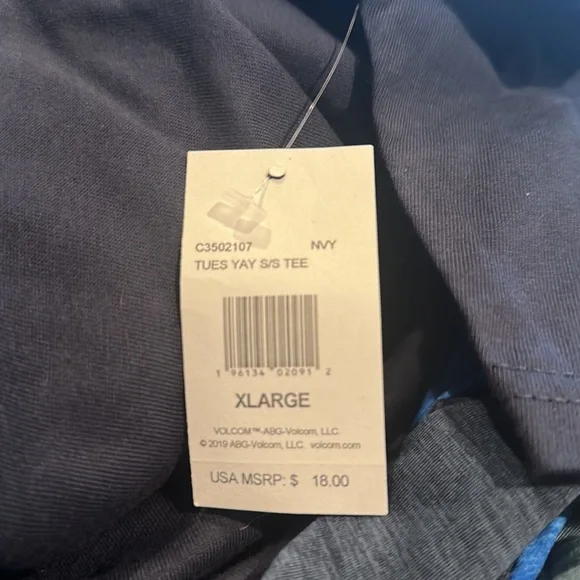 C3502107 NVY
TUES YAY S/S TEE
1 96134 02091 2
XLARGE
VOLCOM™-ABG-Volcom, LLC.
© 2019 ABG-Volcom, LLC. volcom.com
USA MSRP: $ 18.00